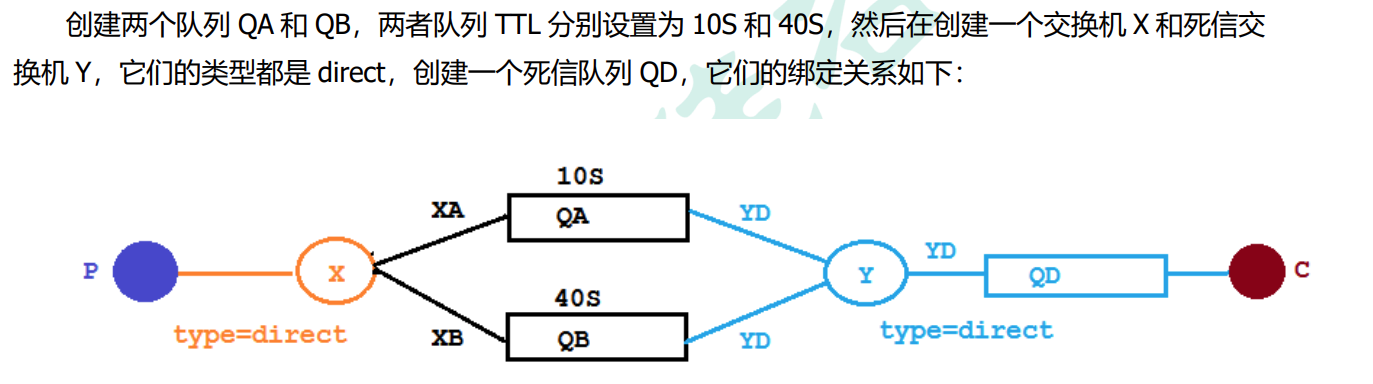 创建两个队列 QA 和 QB，两者队列 TTL 分别设置为 10S 和 40S，然后在创建一个交换机 X 和死信交
换机 Y，它们的类型都是 direct，创建一个死信队列 QD，它们的绑定关系如下：
10S
XA
QA
YD
P
X
Y
YD
QD
C
40S
type=direct
XB
QB
YD
type=direct